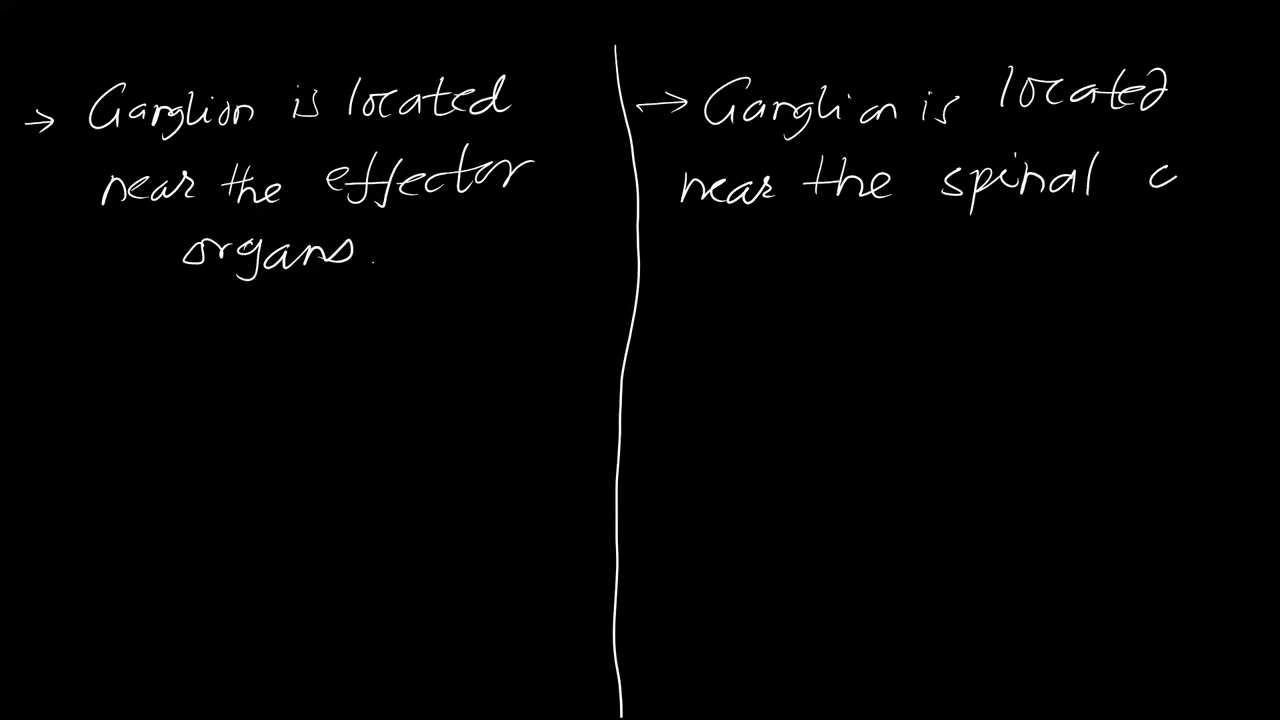 → Ganglion is located
near the effector
organs.
→ Ganglion is located
near the spinal c